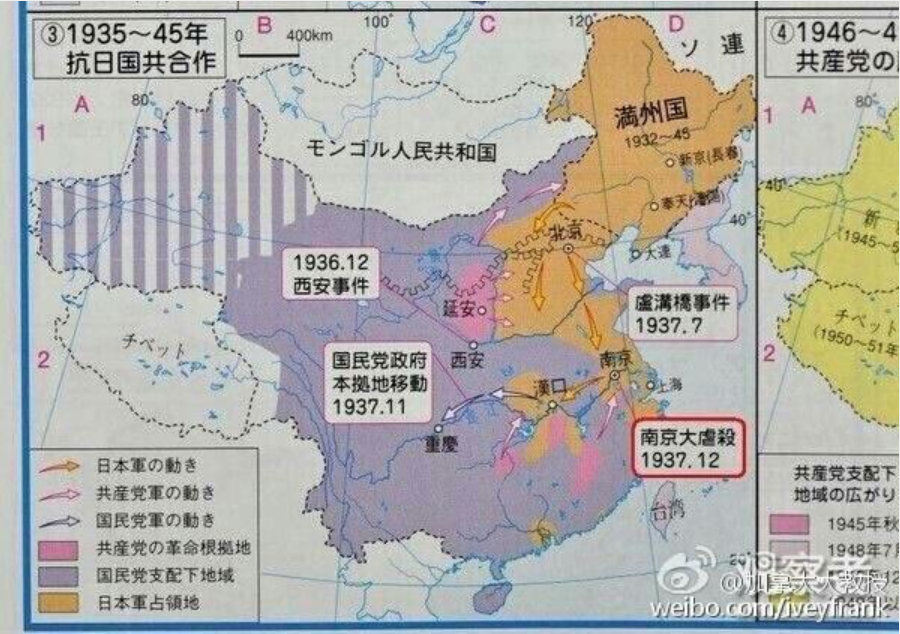 ③1935～45年
抗日国共合作
0 400km
A
B
C
D
80°
100°
120°
ソ連
④1946～4
共産党の
A
80°
1
1
モンゴル人民共和国
満州国
1932～45
新京(長春)
奉天(瀋陽)
40°
40°
北京
大連
1936.12
西安事件
延安
盧溝橋事件
1937.7
新
(1945～5
チベット
(1950～51年
2
2
チベット
西安
国民党政府
本拠地移動
1937.11
南京
漢口
上海
重慶
南京大虐殺
1937.12
台湾
日本軍の動き
共産党軍の動き
国民党軍の動き
共産党の革命根拠地
国民党支配下地域
日本軍占領地
共産党支配下
地域の広がり
1945年秋
1948年7月
@加拿大大教授
weibo.com/iveyfrank